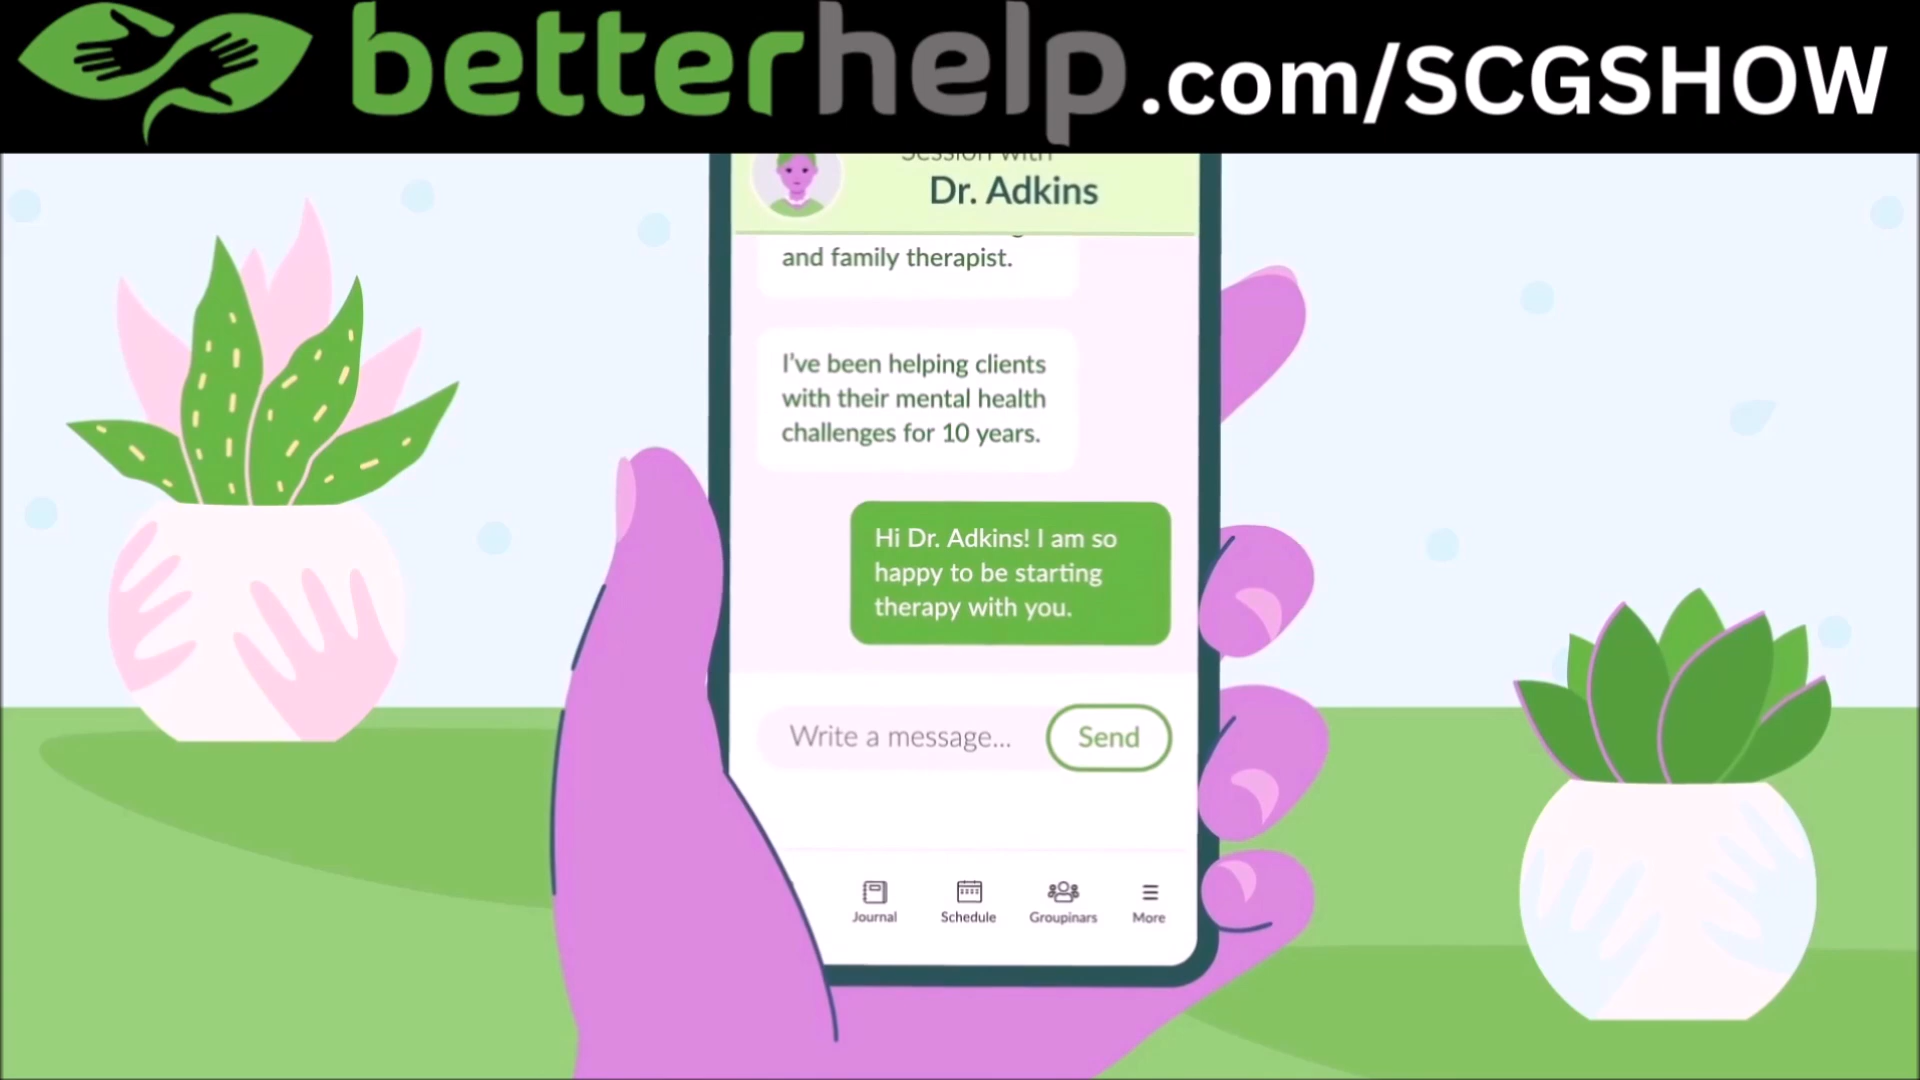 betterhelp.com/SCGSHOW
Session with
Dr. Adkins
and family therapist.
I've been helping clients
with their mental health
challenges for 10 years.
Hi Dr. Adkins! I am so
happy to be starting
therapy with you.
Write a message... Send
Journal Schedule Groupinars More